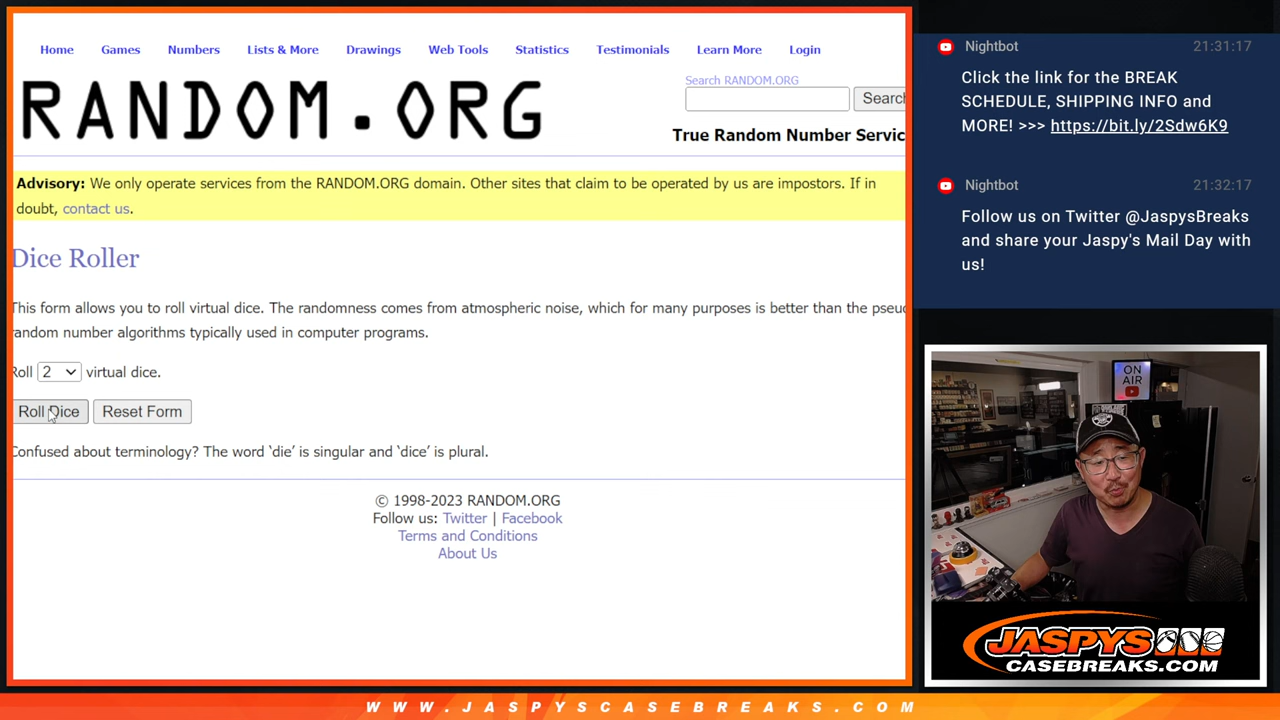 Home Games Numbers Lists & More Drawings Web Tools Statistics Testimonials Learn More Login
RANDOM.ORG
Search RANDOM.ORG
Search
True Random Number Servic
Advisory: We only operate services from the RANDOM.ORG domain. Other sites that claim to be operated by us are impostors. If in
doubt, contact us.
Dice Roller
This form allows you to roll virtual dice. The randomness comes from atmospheric noise, which for many purposes is better than the pseudo
random number algorithms typically used in computer programs.
Roll 2 virtual dice.
Roll Dice Reset Form
Confused about terminology? The word ‘die’ is singular and ‘dice’ is plural.
© 1998-2023 RANDOM.ORG
Follow us: Twitter | Facebook
Terms and Conditions
About Us
Nightbot 21:31:17
Click the link for the BREAK
SCHEDULE, SHIPPING INFO and
MORE! >>> https://bit.ly/2Sdw6K9
Nightbot 21:32:17
Follow us on Twitter @JaspysBreaks
and share your Jaspy's Mail Day with
us!
ON
AIR
JASPYS
CASEBREAKS.COM
WWW.JASPYSCASEBREAKS.COM